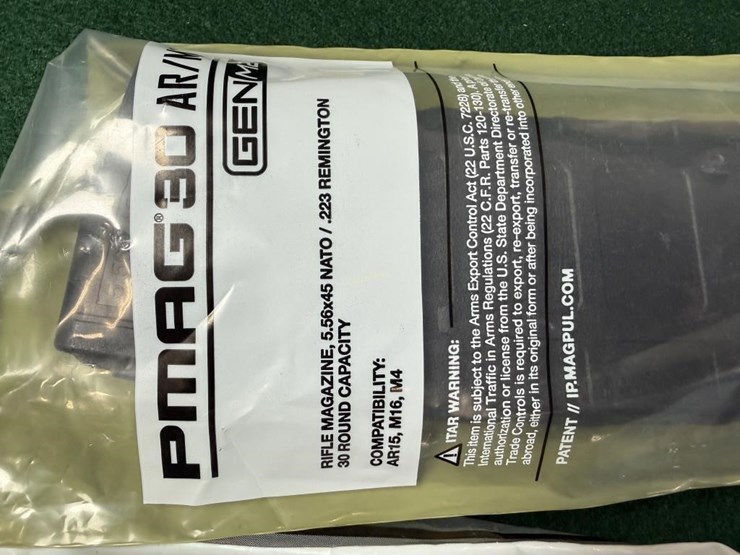 PMAG® 30 AR/
GEN
RIFLE MAGAZINE, 5.56x45 NATO / .223 REMINGTON
30 ROUND CAPACITY
COMPATIBILITY:
AR15, M16, M4
ITAR WARNING:
This item is subject to the Arms Export Control Act (22 U.S.C. 7228) and the
International Traffic in Arms Regulations (22 C.F.R. Parts 120-130). A
authorization or license from the U.S. State Department Directorate
Trade Controls is required to export, re-export, transfer or re-transfer
abroad, either in its original form or after being incorporated into other
PATENT // IP.MAGPUL.COM